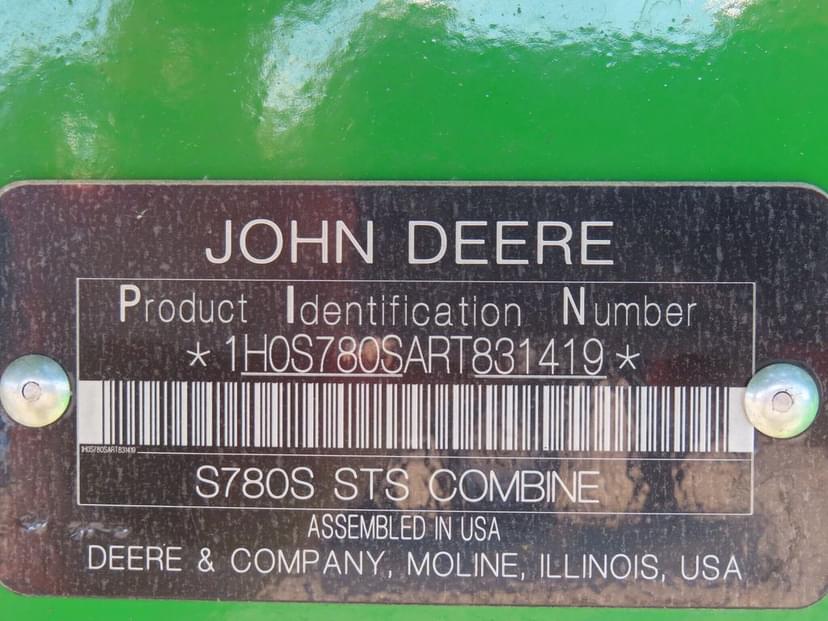 JOHN DEERE
Product Identification Number
*1H0S780SART831419*
1H0S780SART831419
S780S STS COMBINE
ASSEMBLED IN USA
DEERE & COMPANY, MOLINE, ILLINOIS, USA